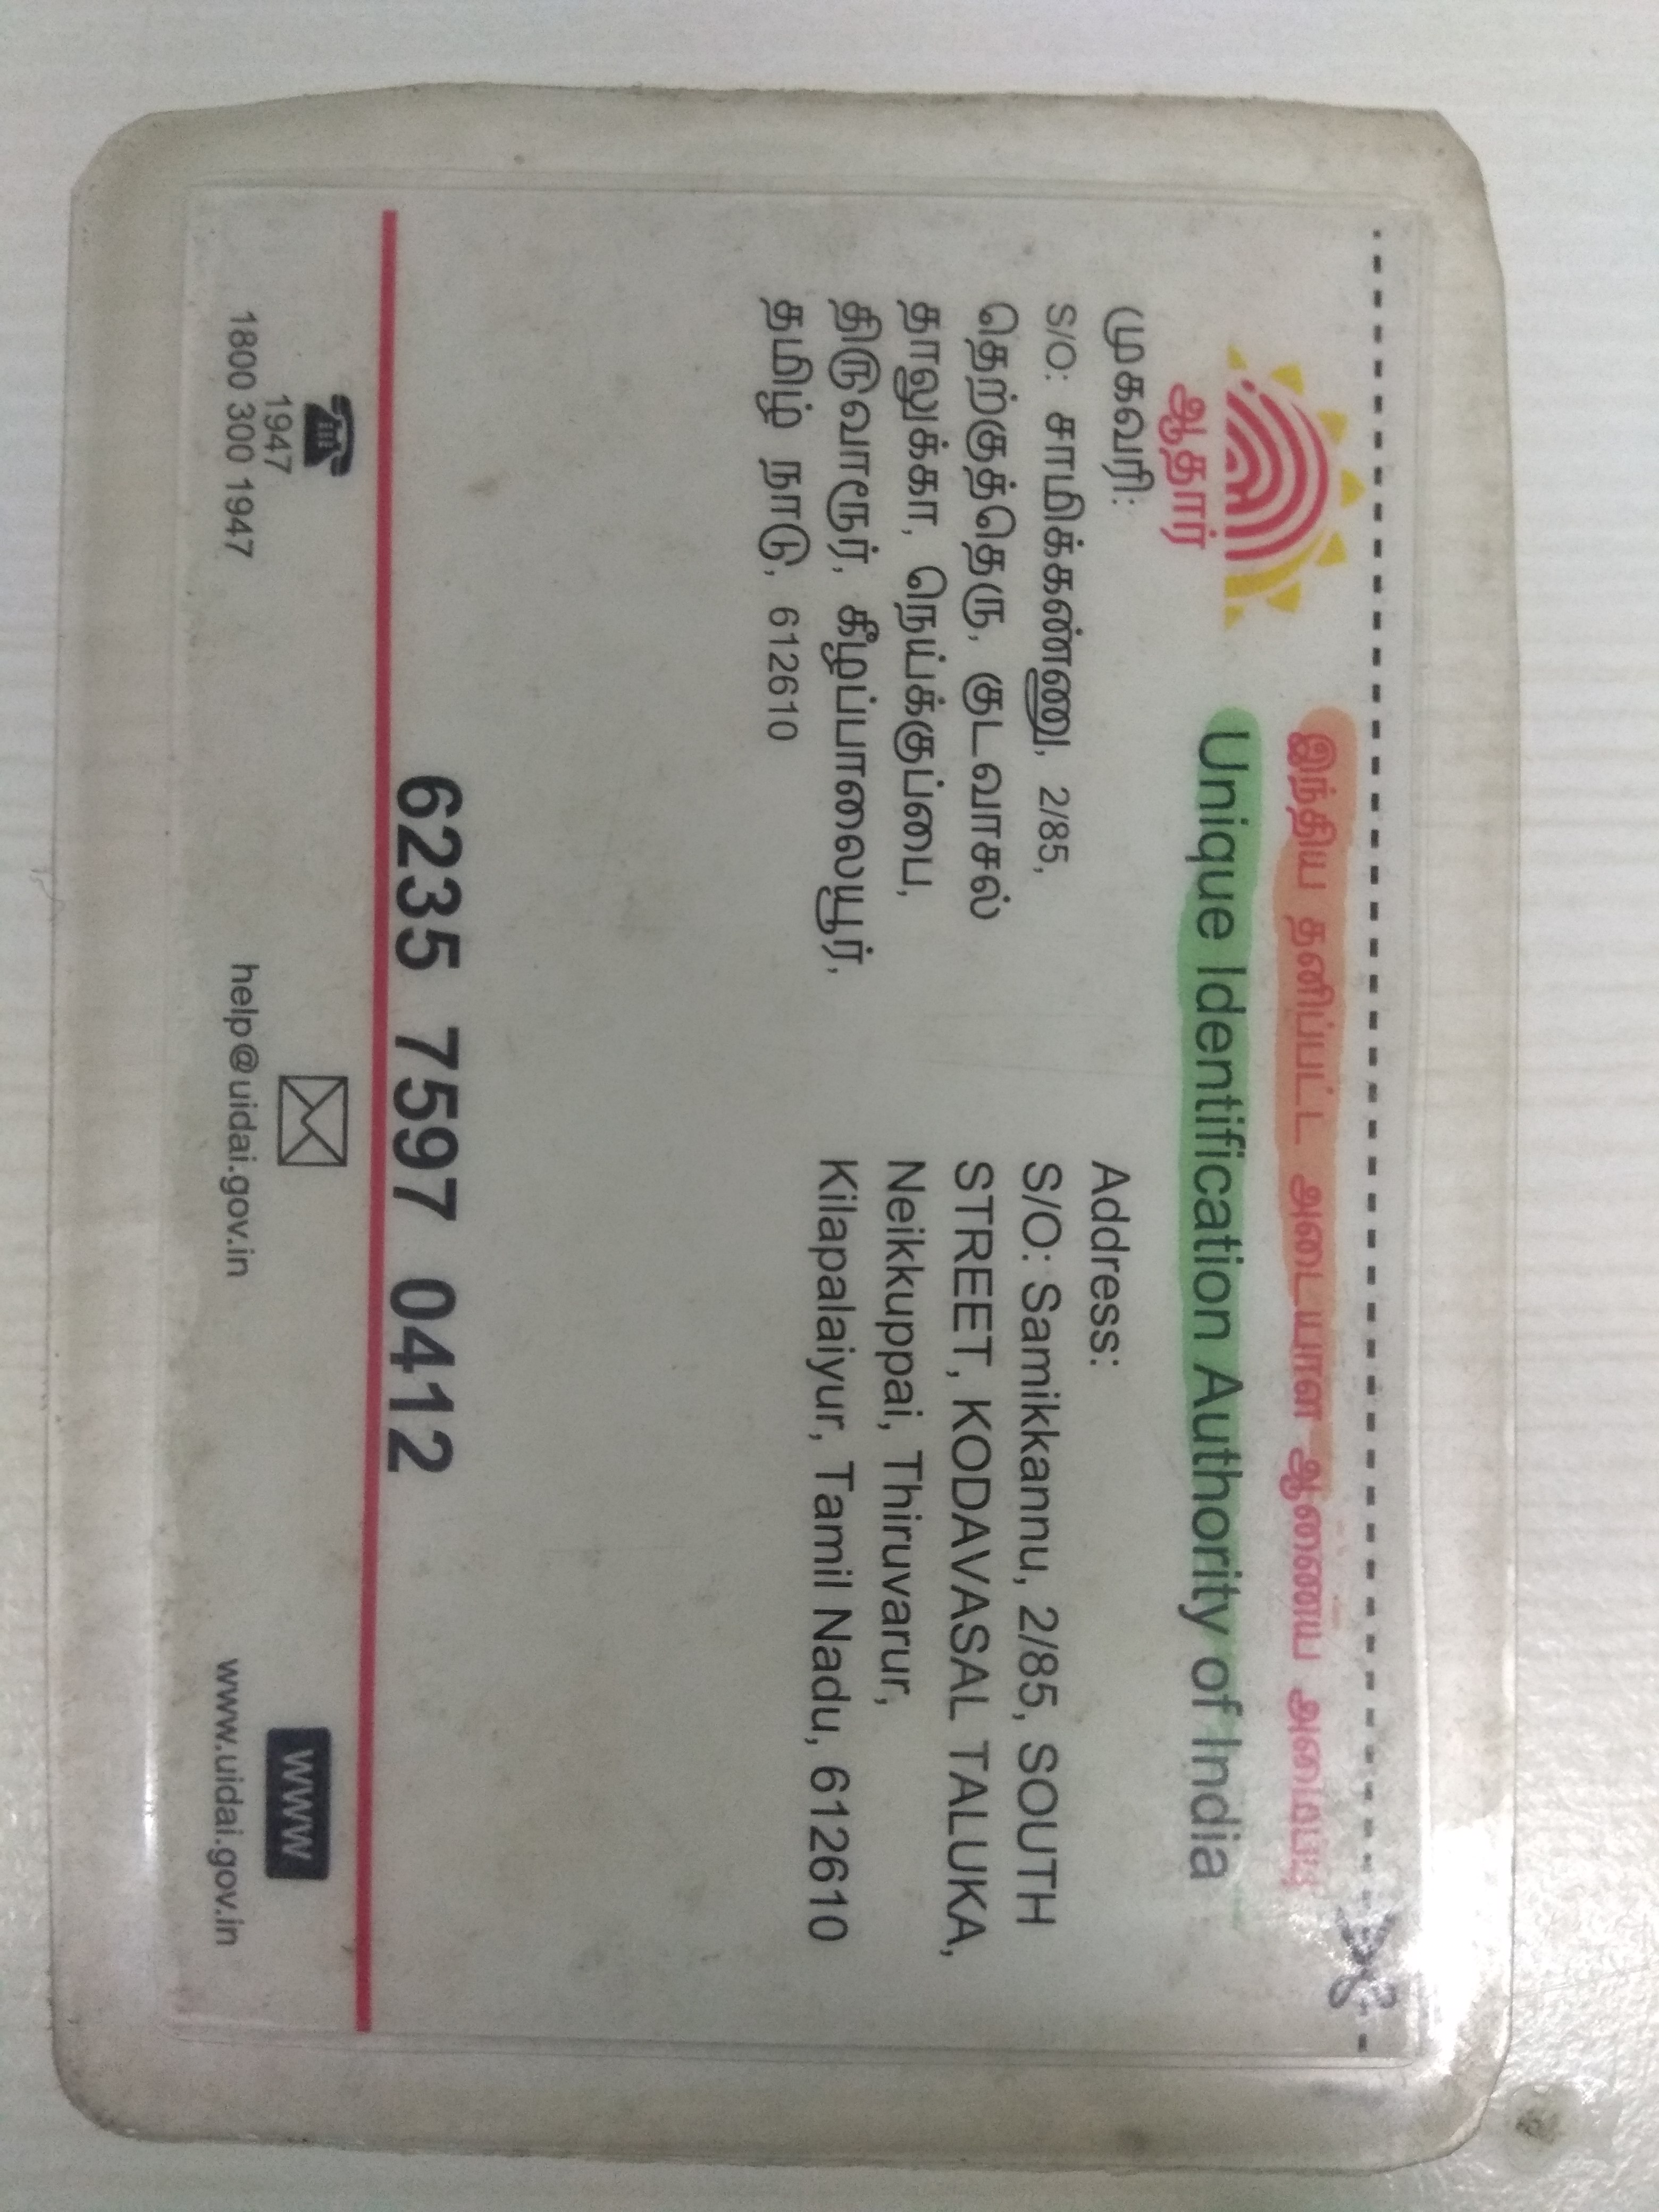 இந்திய தனிப்பட்ட அடையாள ஆணைய அமைப்பு
Unique Identification Authority of India
ஆதார்
முகவரி:
S/O: சாமிக்கண்ணு, 2/85,
தெற்குத்தெரு, குடவாசல்
தாலுக்கா, நெய்க்குப்பை,
திருவாரூர், கீழப்பாலையூர்,
தமிழ் நாடு, 612610
Address:
S/O: Samikkannu, 2/85, SOUTH
STREET, KODAVASAL TALUKA,
Neikkuppai, Thiruvarur,
Kilapalaiyur, Tamil Nadu, 612610
6235 7597 0412
1947
1800 300 1947
help@uidai.gov.in
www
www.uidai.gov.in